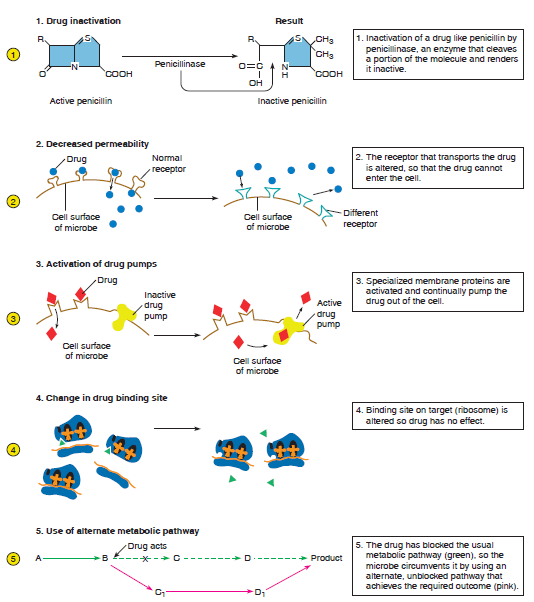 1. Drug inactivation
Result
1
R
S
N
O
COOH
Active penicillin
Penicillinase
R
S
CH3
CH3
O=C
OH
N
H
COOH
Inactive penicillin
1. Inactivation of a drug like penicillin by
penicillinase, an enzyme that cleaves
a portion of the molecule and renders
it inactive.
2. Decreased permeability
2
Drug
Normal
receptor
Cell surface
of microbe
Cell surface
of microbe
Different
receptor
2. The receptor that transports the drug
is altered, so that the drug cannot
enter the cell.
3. Activation of drug pumps
3
Drug
Inactive
drug
pump
Cell surface
of microbe
Active
drug
pump
Cell surface
of microbe
3. Specialized membrane proteins are
activated and continually pump the
drug out of the cell.
4. Change in drug binding site
4
4. Binding site on target (ribosome) is
altered so drug has no effect.
5. Use of alternate metabolic pathway
5
Drug acts
A B X C D Product
C1 D1
5. The drug has blocked the usual
metabolic pathway (green), so the
microbe circumvents it by using an
alternate, unblocked pathway that
achieves the required outcome (pink).